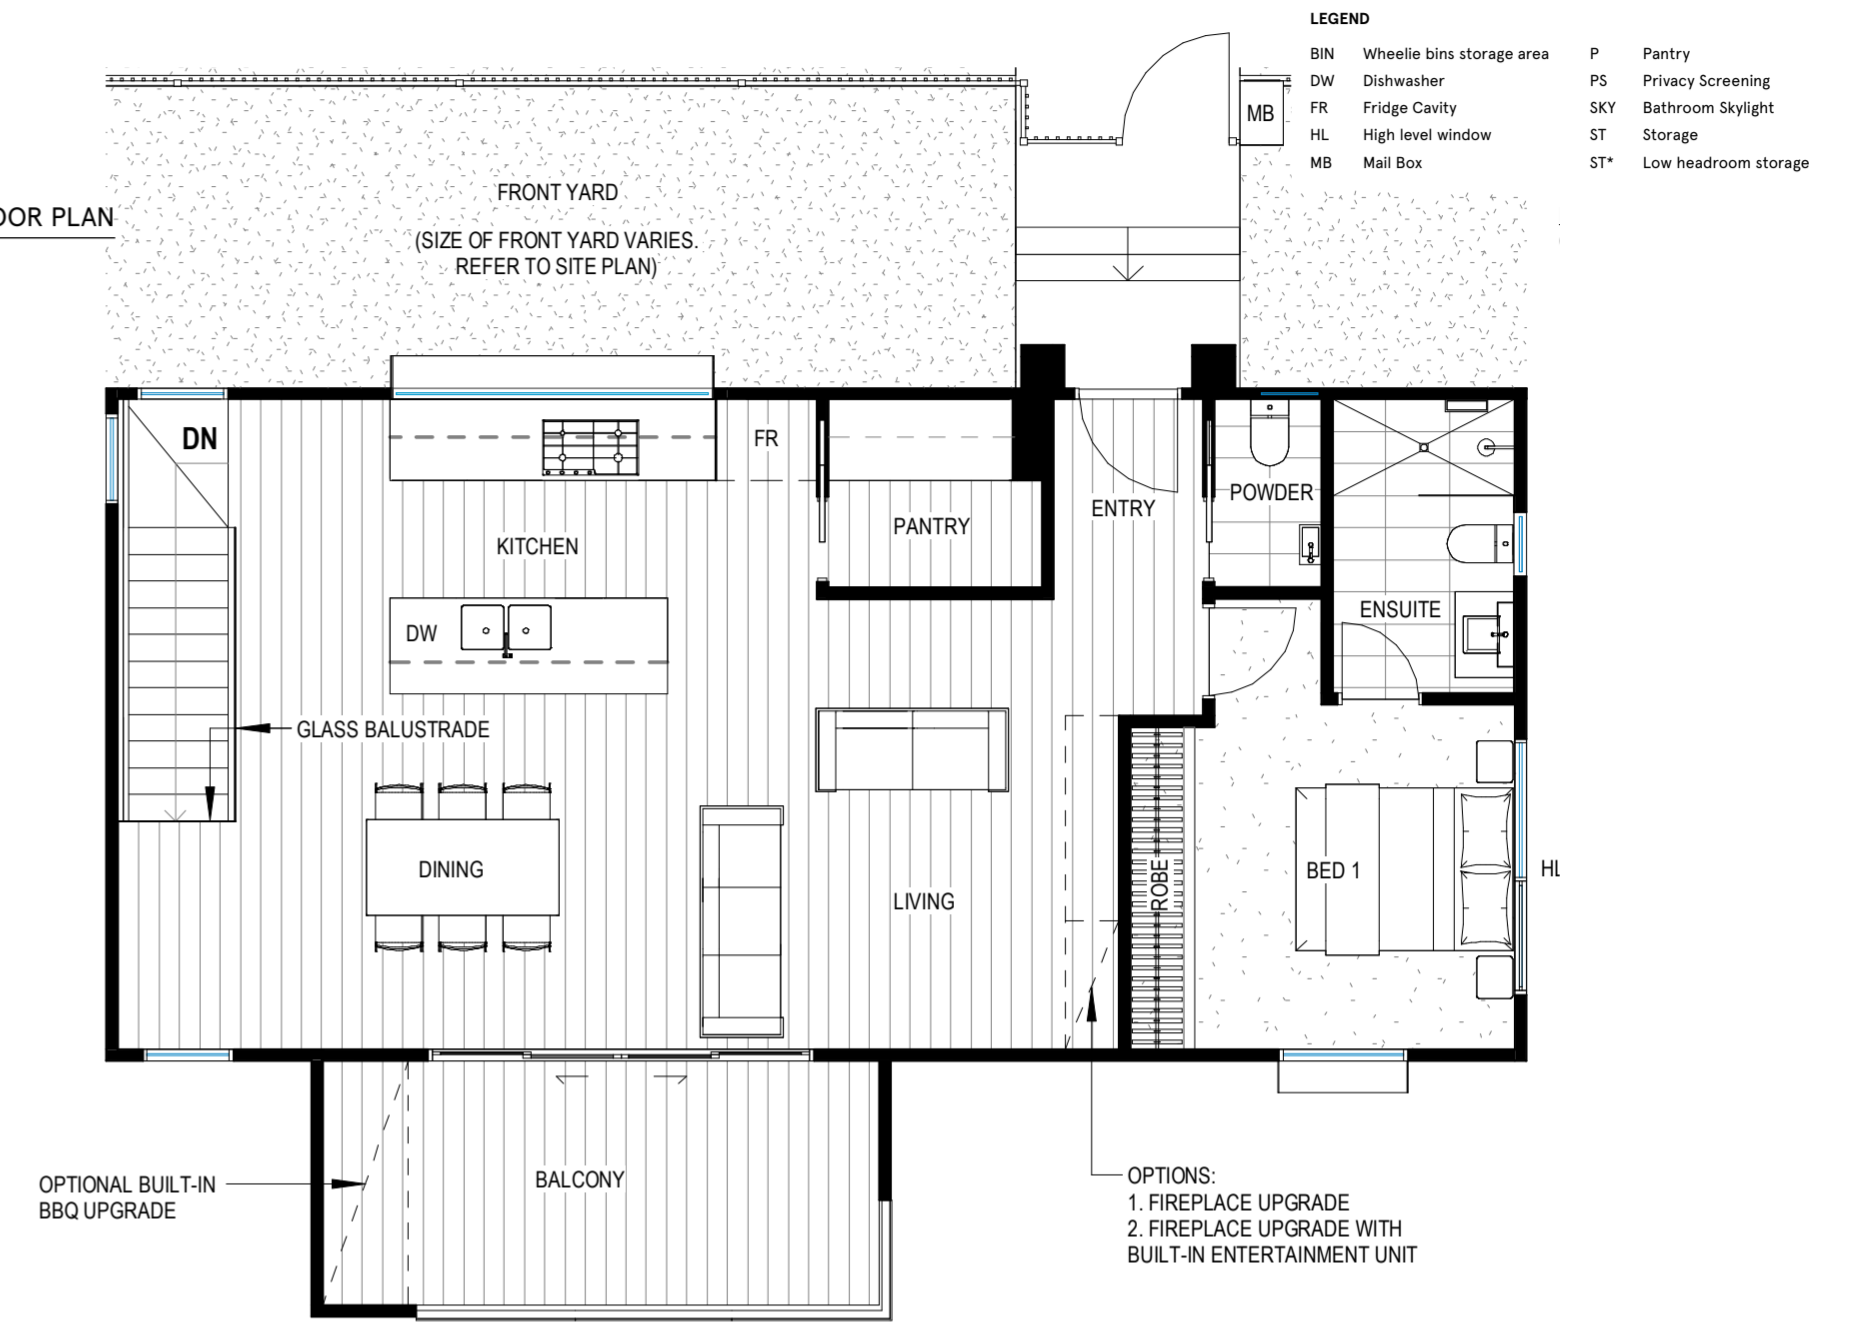 LEGEND
BIN Wheelie bins storage area
DW Dishwasher
FR Fridge Cavity
HL High level window
MB Mail Box
P Pantry
PS Privacy Screening
SKY Bathroom Skylight
ST Storage
ST* Low headroom storage
MB
OOR PLAN
FRONT YARD
(SIZE OF FRONT YARD VARIES.
REFER TO SITE PLAN)
DN
FR
KITCHEN
PANTRY
ENTRY
POWDER
ENSUITE
DW
GLASS BALUSTRADE
DINING
LIVING
ROBE
BED 1
HL
BALCONY
OPTIONAL BUILT-IN
BBQ UPGRADE
OPTIONS:
1. FIREPLACE UPGRADE
2. FIREPLACE UPGRADE WITH
BUILT-IN ENTERTAINMENT UNIT